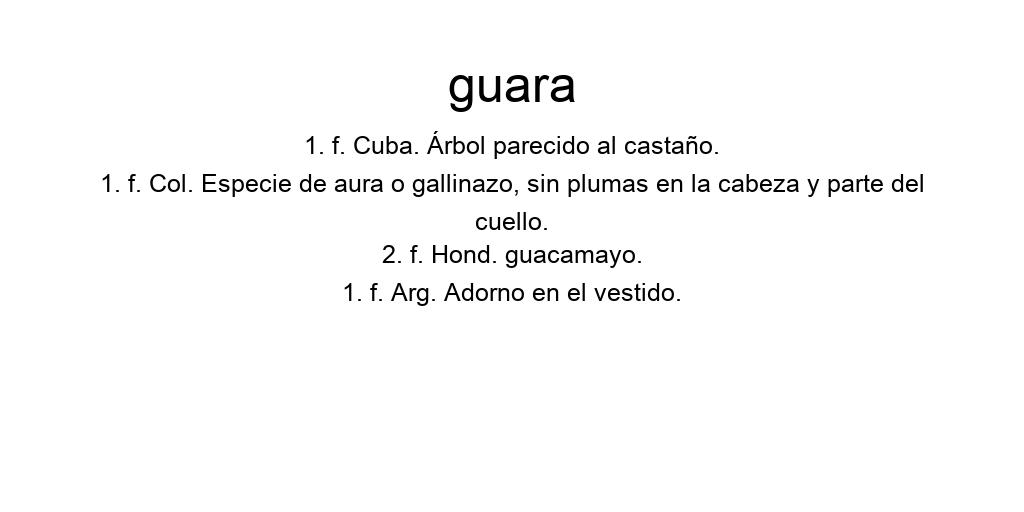 guara
1. f. Cuba. Árbol parecido al castaño.
1. f. Col. Especie de aura o gallinazo, sin plumas en la cabeza y parte del
cuello.
2. f. Hond. guacamayo.
1. f. Arg. Adorno en el vestido.